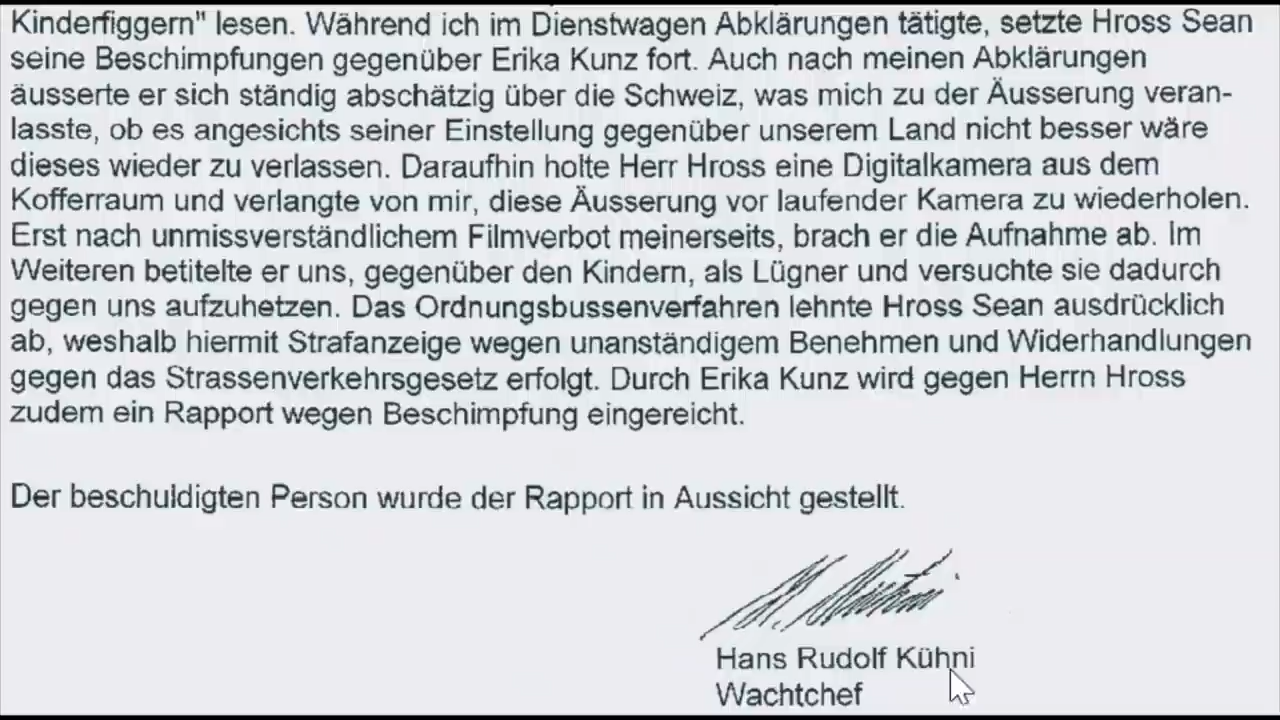 Kinderfiggern" lesen. Während ich im Dienstwagen Abklärungen tätigte, setzte Hross Sean
seine Beschimpfungen gegenüber Erika Kunz fort. Auch nach meinen Abklärungen
äusserte er sich ständig abschätzig über die Schweiz, was mich zu der Äusserung veran-
lasste, ob es angesichts seiner Einstellung gegenüber unserem Land nicht besser wäre
dieses wieder zu verlassen. Daraufhin holte Herr Hross eine Digitalkamera aus dem
Kofferraum und verlangte von mir, diese Äusserung vor laufender Kamera zu wiederholen.
Erst nach unmissverständlichem Filmverbot meinerseits, brach er die Aufnahme ab. Im
Weiteren betitelte er uns, gegenüber den Kindern, als Lügner und versuchte sie dadurch
gegen uns aufzuhetzen. Das Ordnungsbussenverfahren lehnte Hross Sean ausdrücklich
ab, weshalb hiermit Strafanzeige wegen unanständigem Benehmen und Widerhandlungen
gegen das Strassenverkehrsgesetz erfolgt. Durch Erika Kunz wird gegen Herrn Hross
zudem ein Rapport wegen Beschimpfung eingereicht.
Der beschuldigten Person wurde der Rapport in Aussicht gestellt.
Hans Rudolf Kühni
Wachtchef